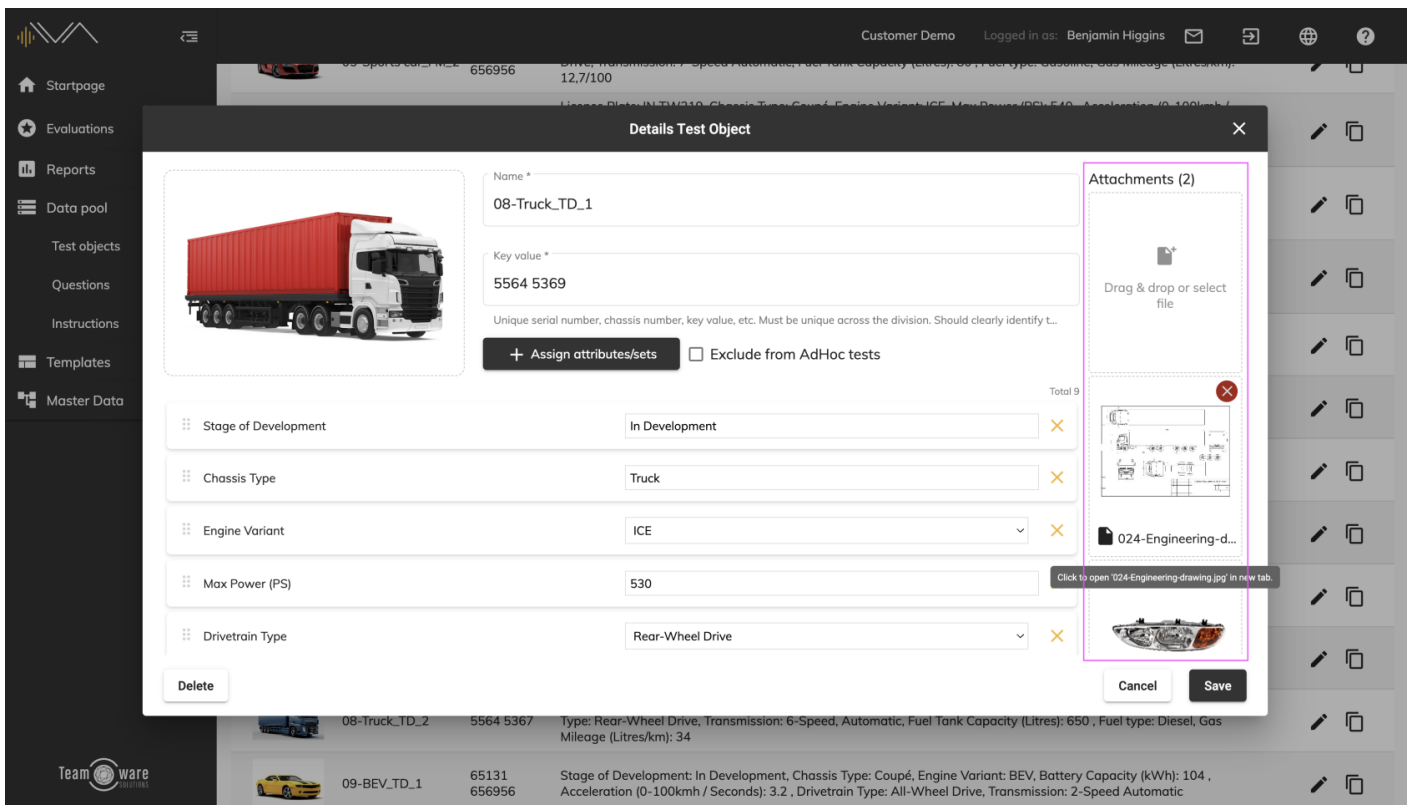 Customer Demo Logged in as: Benjamin Higgins
Startpage
Evaluations
Reports
Data pool
Test objects
Questions
Instructions
Templates
Master Data
Team ware
SOLUTIONS
656956
12,7/100
Details Test Object
Name *
08-Truck_TD_1
Key value *
5564 5369
Unique serial number, chassis number, key value, etc. Must be unique across the division. Should clearly identify t...
+ Assign attributes/sets
Exclude from AdHoc tests
Total 9
Stage of Development In Development
Chassis Type Truck
Engine Variant ICE
Max Power (PS) 530
Drivetrain Type Rear-Wheel Drive
Attachments (2)
Drag & drop or select
file
024-Engineering-d...
Click to open '024-Engineering-drawing.jpg' in new tab.
Delete
Cancel
Save
08-Truck_TD_2 5564 5367 Type: Rear-Wheel Drive, Transmission: 6-Speed, Automatic, Fuel Tank Capacity (Litres): 650 , Fuel type: Diesel, Gas
Mileage (Litres/km): 34
09-BEV_TD_1
65131
656956
Stage of Development: In Development, Chassis Type: Coupé, Engine Variant: BEV, Battery Capacity (kWh): 104 ,
Acceleration (0-100kmh / Seconds): 3.2 , Drivetrain Type: All-Wheel Drive, Transmission: 2-Speed Automatic